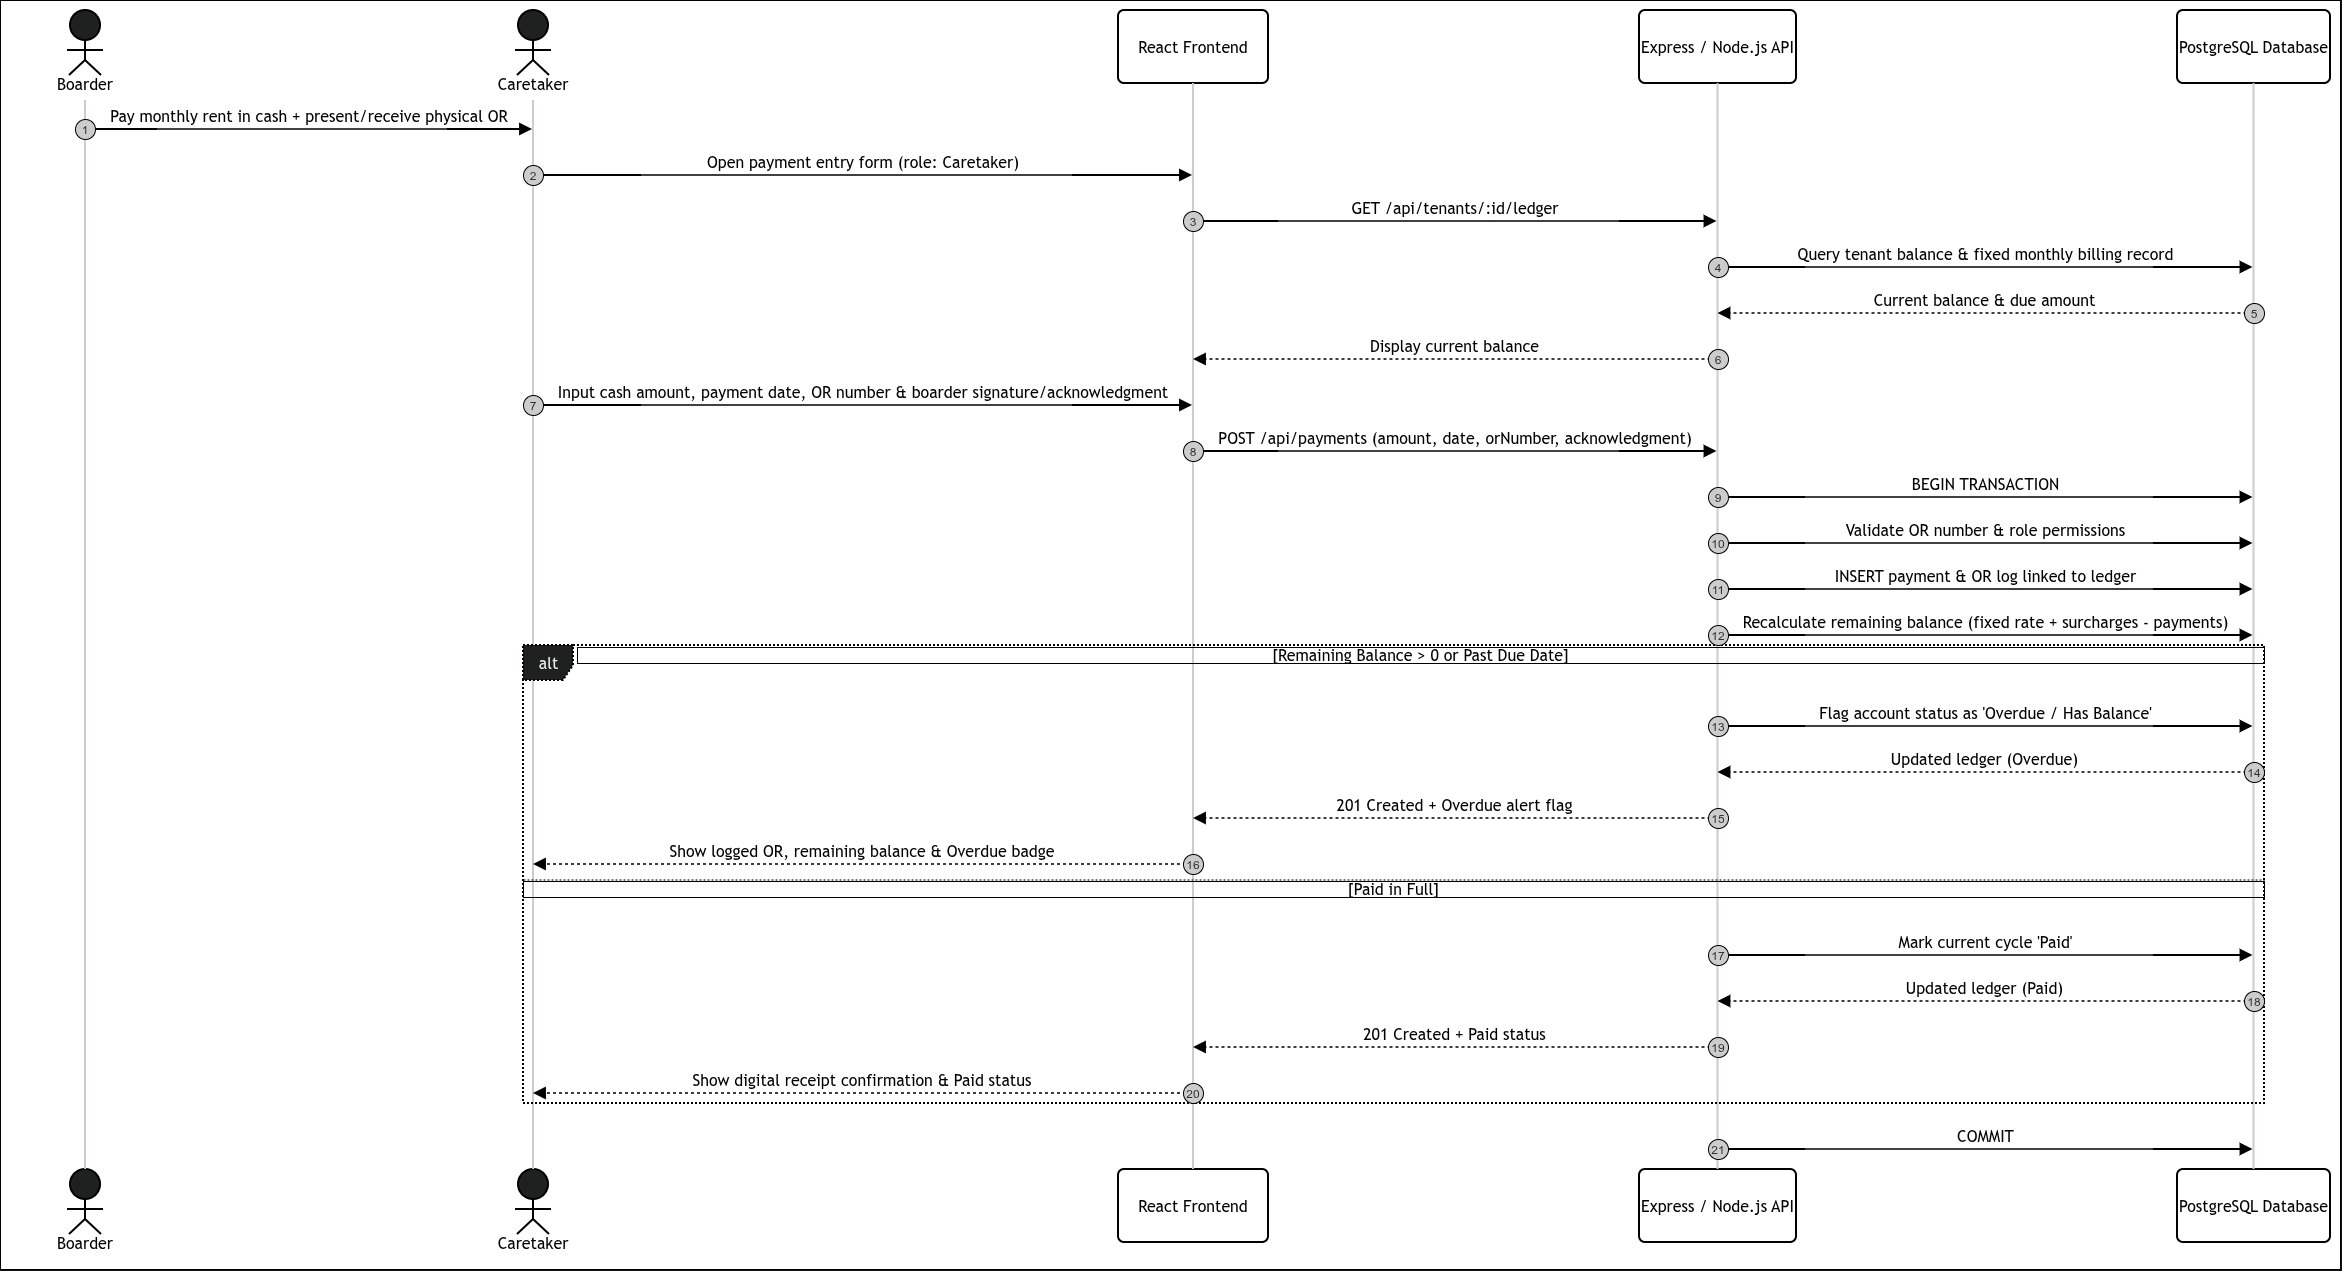 Boarder
Caretaker
React Frontend
Express / Node.js API
PostgreSQL Database
1
Pay monthly rent in cash + present/receive physical OR
2
Open payment entry form (role: Caretaker)
3
GET /api/tenants/:id/ledger
4
Query tenant balance & fixed monthly billing record
Current balance & due amount
5
Display current balance
6
7
Input cash amount, payment date, OR number & boarder signature/acknowledgment
8
POST /api/payments (amount, date, orNumber, acknowledgment)
9
BEGIN TRANSACTION
10
Validate OR number & role permissions
11
INSERT payment & OR log linked to ledger
12
Recalculate remaining balance (fixed rate + surcharges - payments)
alt
[Remaining Balance > 0 or Past Due Date]
13
Flag account status as 'Overdue / Has Balance'
Updated ledger (Overdue)
14
201 Created + Overdue alert flag
15
Show logged OR, remaining balance & Overdue badge
16
[Paid in Full]
17
Mark current cycle 'Paid'
Updated ledger (Paid)
18
201 Created + Paid status
19
Show digital receipt confirmation & Paid status
20
21
COMMIT
Boarder
Caretaker
React Frontend
Express / Node.js API
PostgreSQL Database